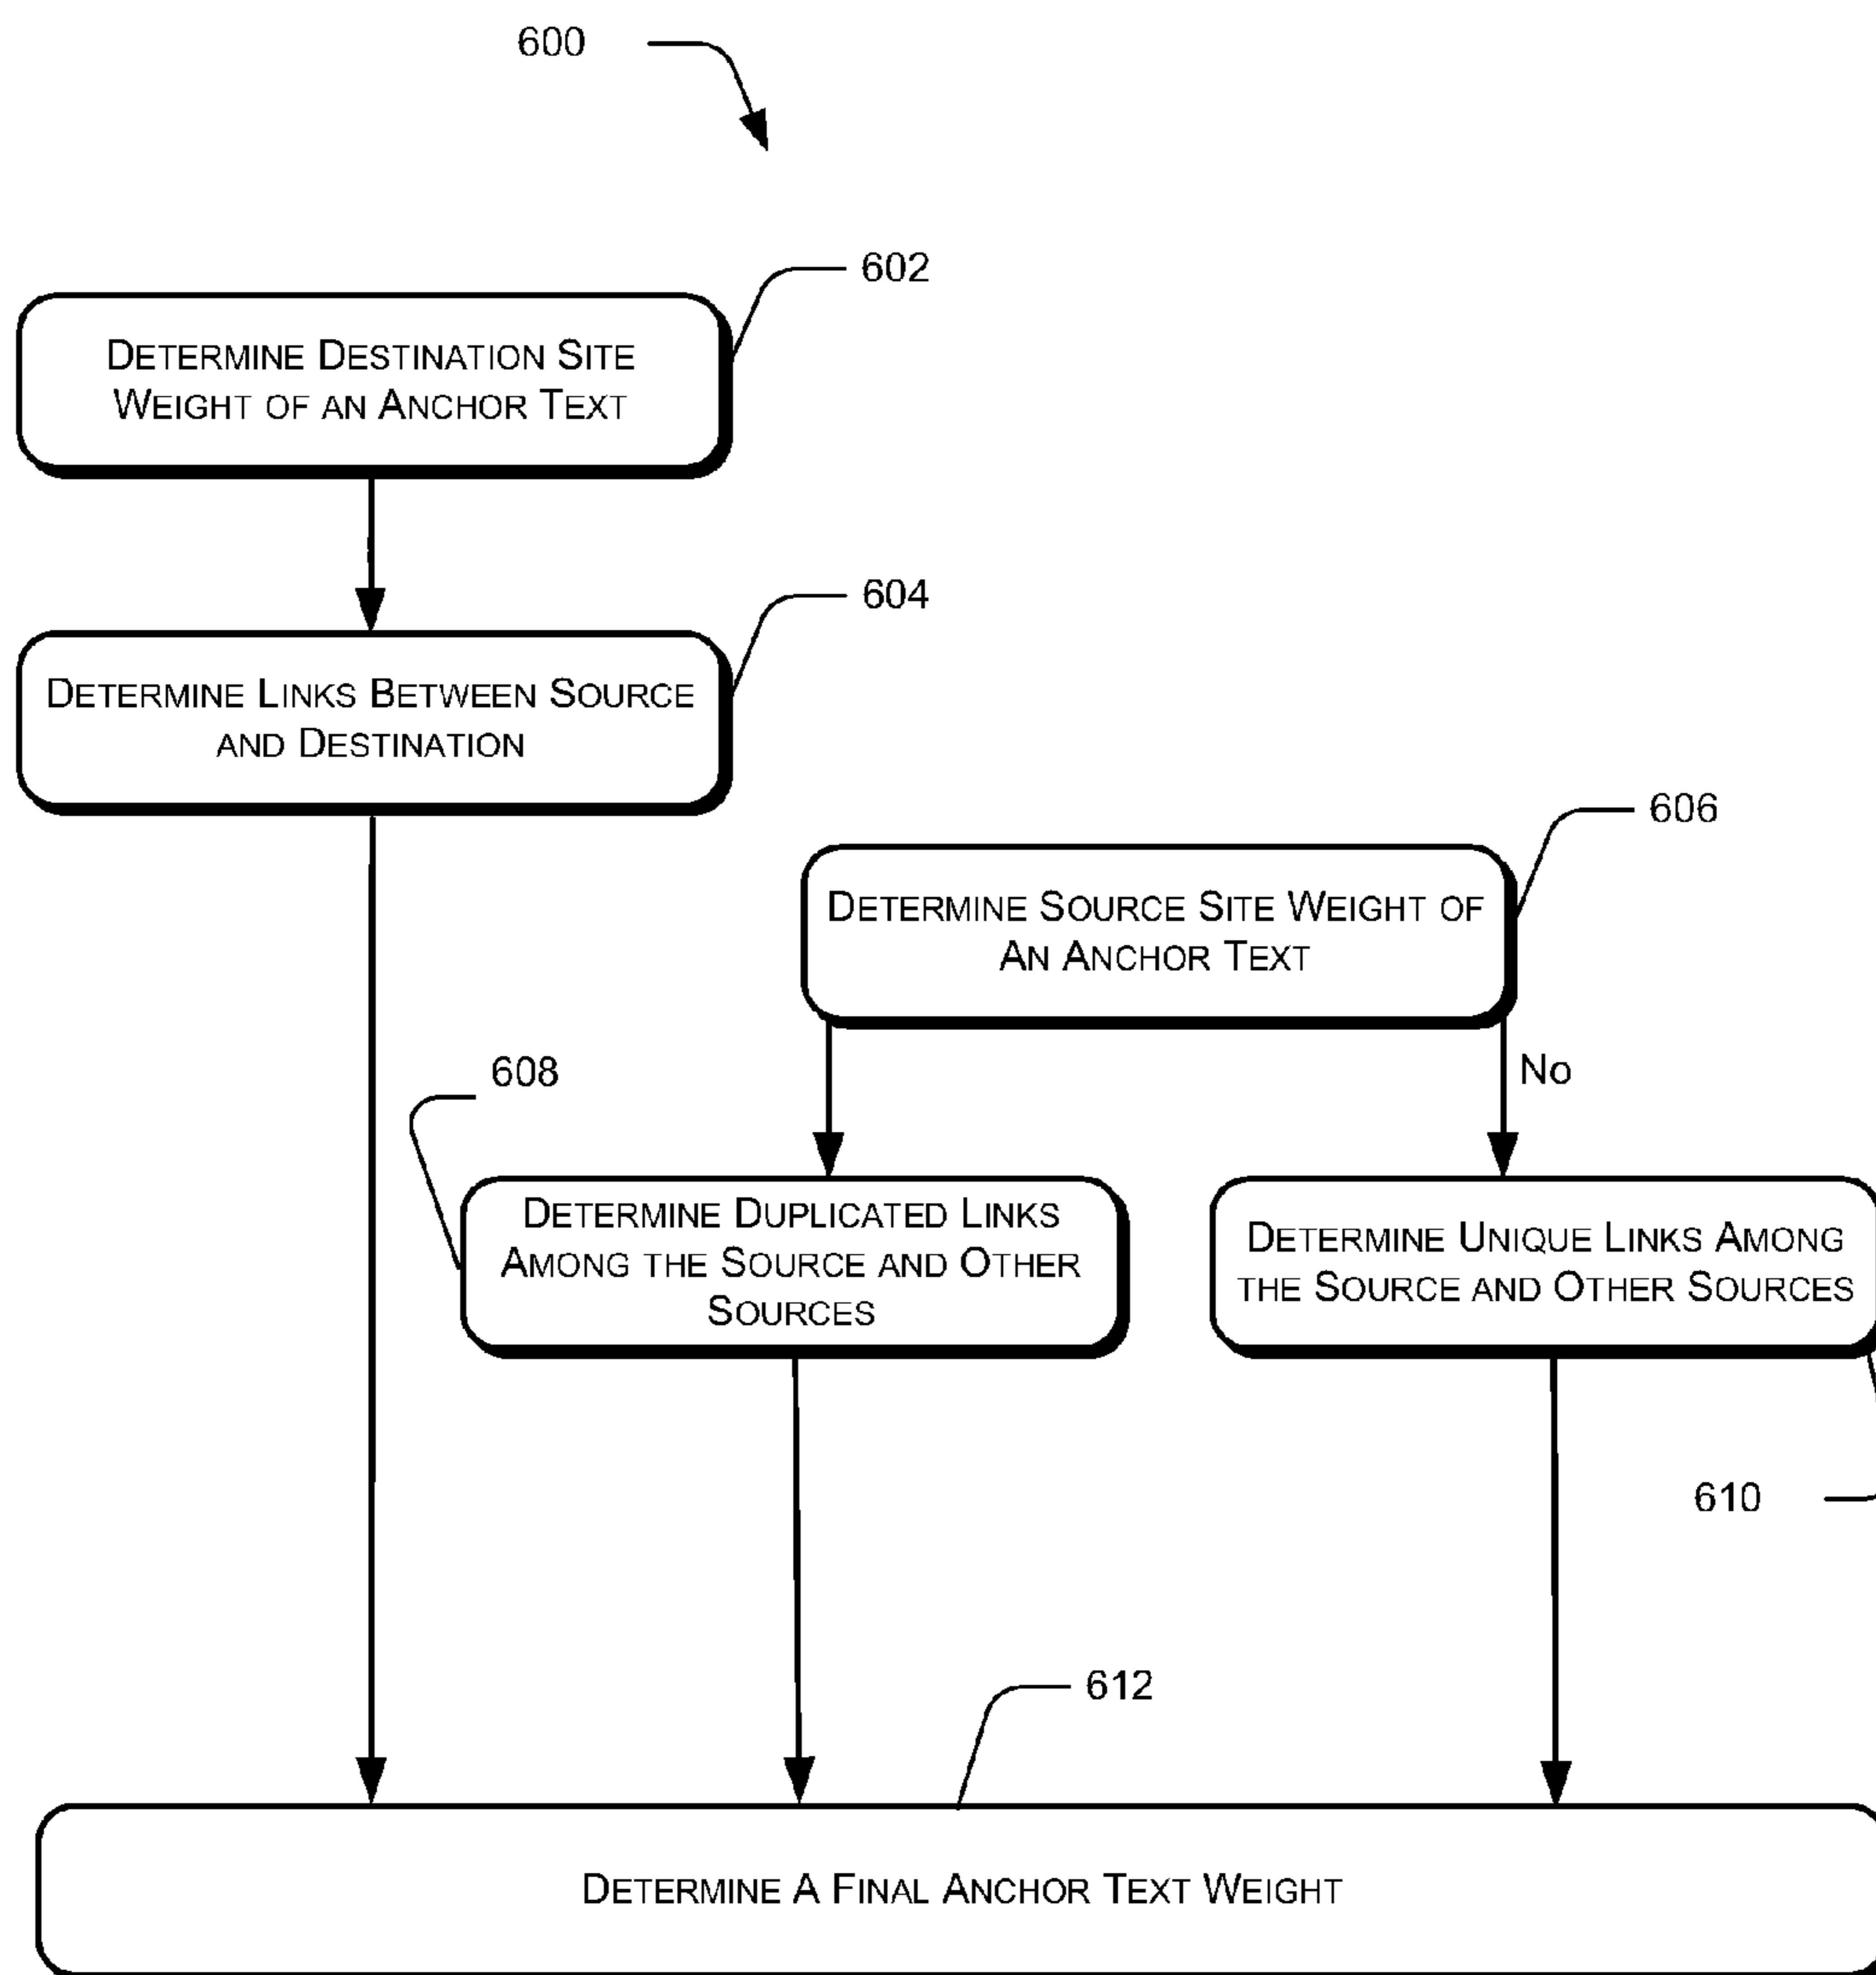 600
602
DETERMINE DESTINATION SITE
WEIGHT OF AN ANCHOR TEXT
604
DETERMINE LINKS BETWEEN SOURCE
AND DESTINATION
606
DETERMINE SOURCE SITE WEIGHT OF
AN ANCHOR TEXT
No
608
DETERMINE DUPLICATED LINKS
AMONG THE SOURCE AND OTHER
SOURCES
DETERMINE UNIQUE LINKS AMONG
THE SOURCE AND OTHER SOURCES
610
612
DETERMINE A FINAL ANCHOR TEXT WEIGHT